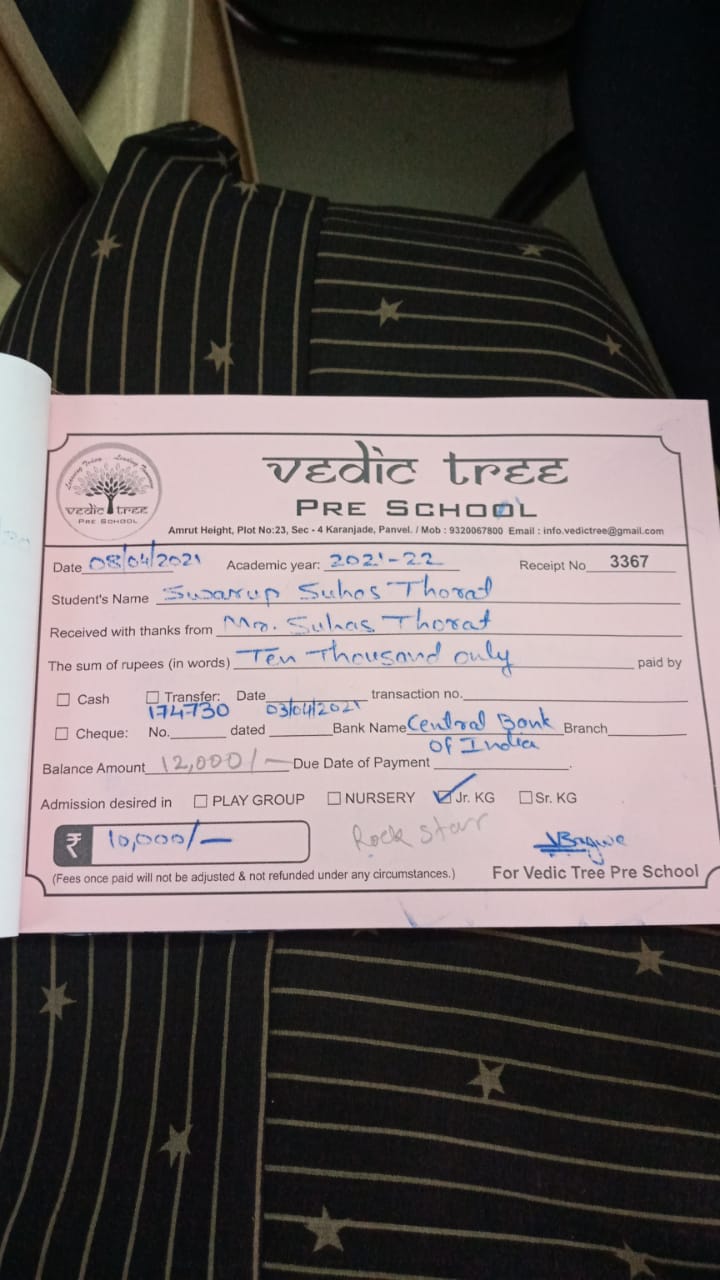 Learning Today Leading Tomorrow
vedic tree
PRE SCHOOL
vedic tree
PRE SCHOOL
Amrut Height, Plot No:23, Sec - 4 Karanjade, Panvel. / Mob : 9320067800 Email : info.vedictree@gmail.com
Date 08/04/2021 Academic year: 2021-22 Receipt No 3367
Student's Name Swarup Suhas Thorat
Received with thanks from Mr. Suhas Thorat
The sum of rupees (in words) Ten Thousand only paid by
Cash Transfer: Date transaction no.
174730 03/04/2021
Cheque: No. dated Bank Name Central Bank Branch
of India
Balance Amount 12,000/- Due Date of Payment
Admission desired in PLAY GROUP NURSERY Jr. KG Sr. KG
₹ 10,000/- Rock starr
(Fees once paid will not be adjusted & not refunded under any circumstances.) For Vedic Tree Pre School